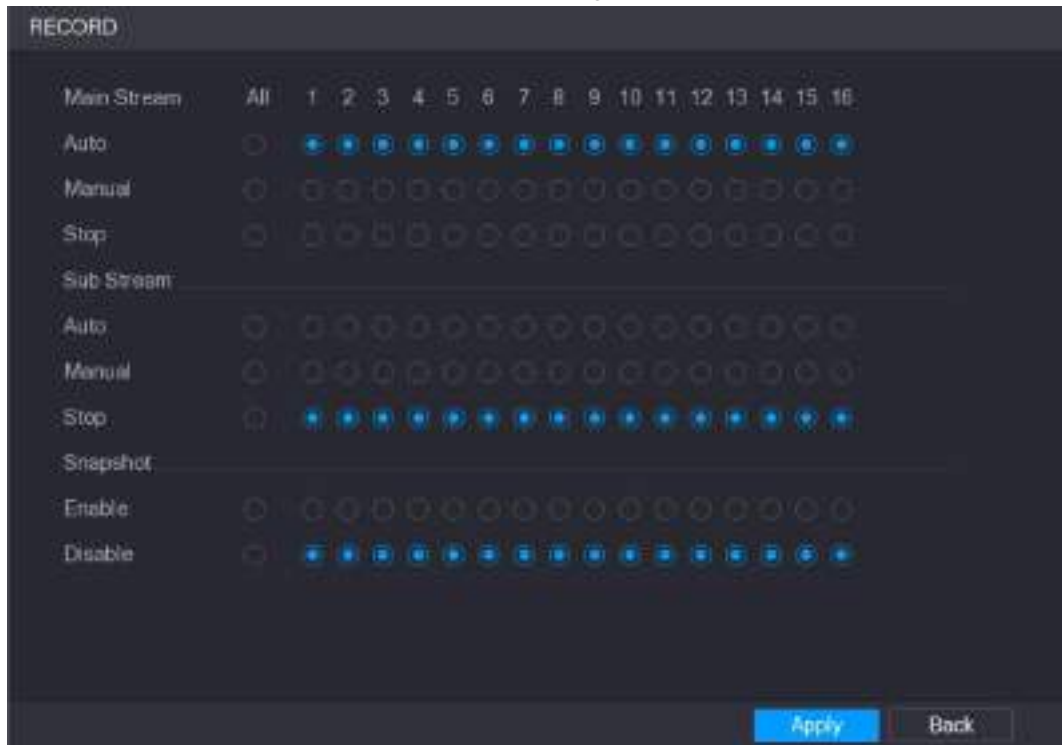 RECORD
Main Stream All 1 2 3 4 5 6 7 8 9 10 11 12 13 14 15 16
Auto
Manual
Stop
Sub Stream
Auto
Manual
Stop
Snapshot
Enable
Disable
Apply Back